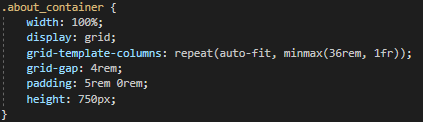 .about_container {
width: 100%;
display: grid;
grid-template-columns: repeat(auto-fit, minmax(36rem, 1fr));
grid-gap: 4rem;
padding: 5rem 0rem;
height: 750px;
}